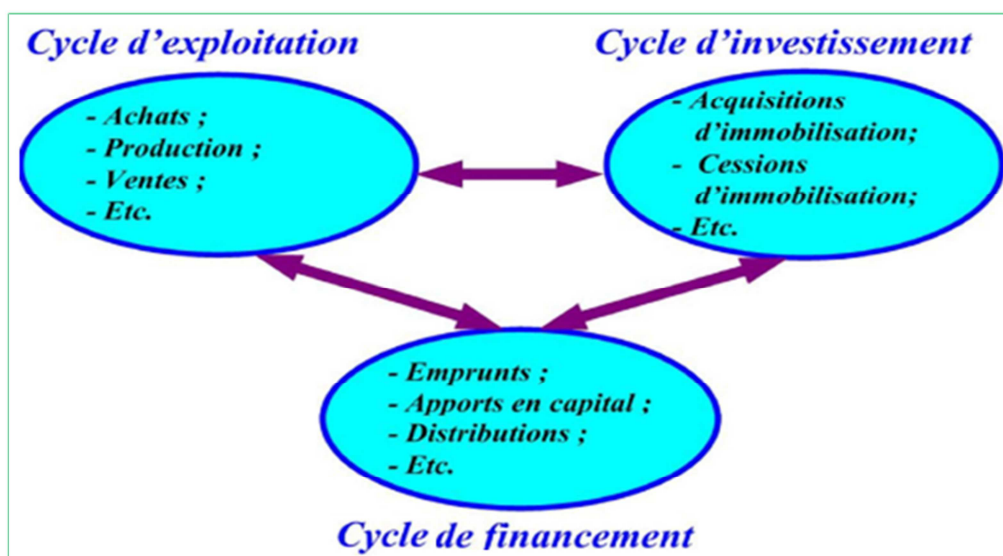 Cycle d'exploitation
- Achats ;
- Production ;
- Ventes ;
- Etc.
Cycle d'investissement
- Acquisitions
d'immobilisation;
- Cessions
d'immobilisation;
- Etc.
- Emprunts ;
- Apports en capital ;
- Distributions ;
- Etc.
Cycle de financement